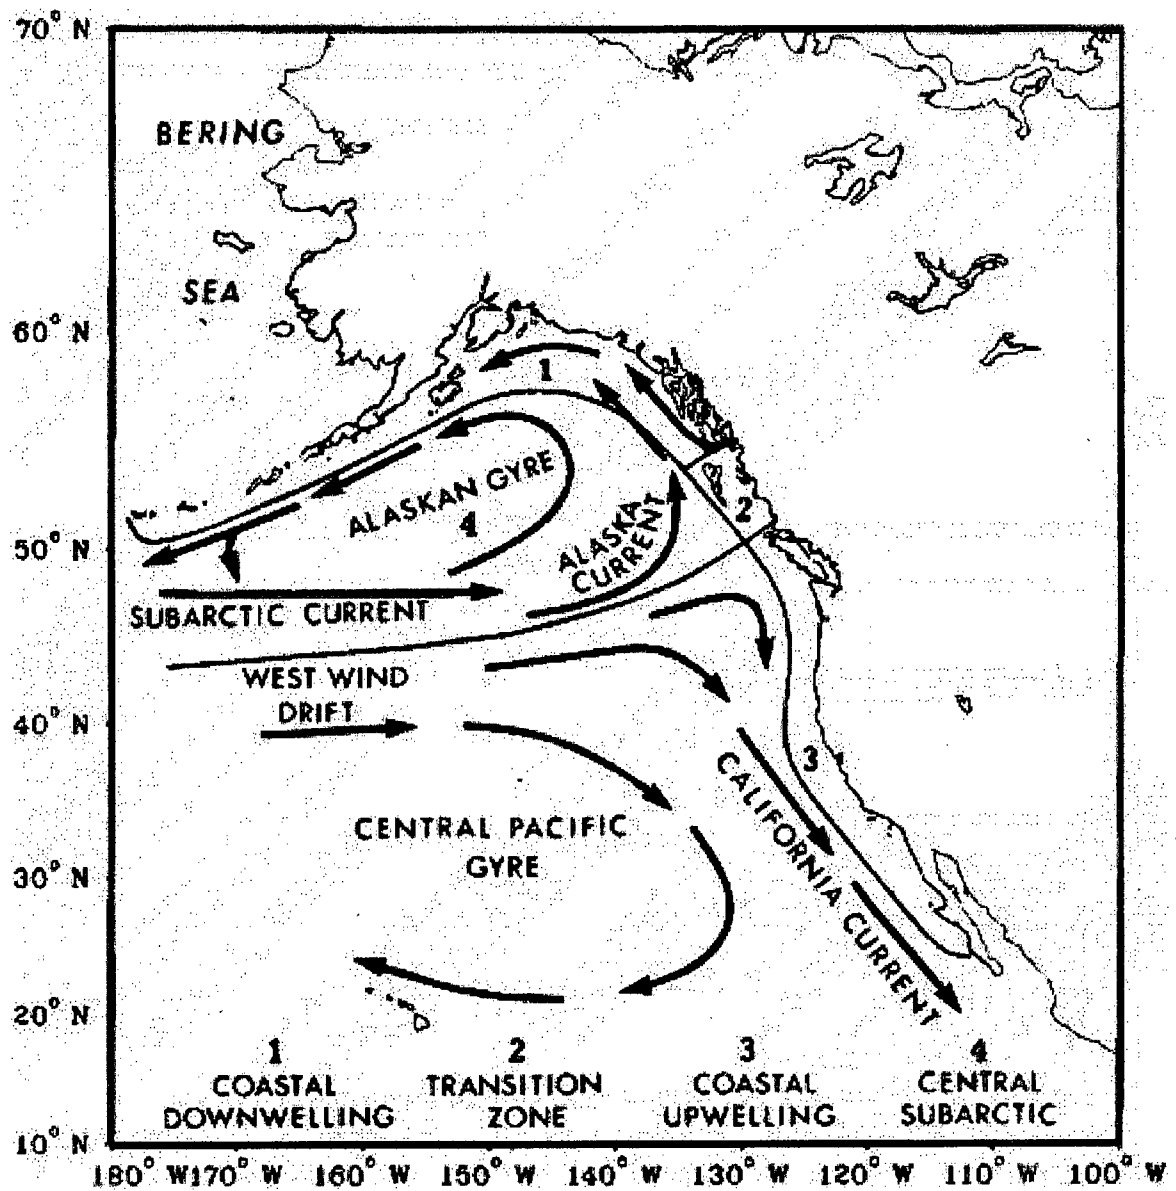 70° N
BERING
SEA
60° N
1
ALASKAN GYRE
4
2
ALASKA
CURRENT
50° N
SUBARCTIC CURRENT
WEST WIND
DRIFT
40° N
3
CALIFORNIA CURRENT
CENTRAL PACIFIC
GYRE
30° N
20° N
1
COASTAL
DOWNWELLING
2
TRANSITION
ZONE
3
COASTAL
UPWELLING
4
CENTRAL
SUBARCTIC
10° N
180° W 170° W 160° W 150° W 140° W 130° W 120° W 110° W 100° W